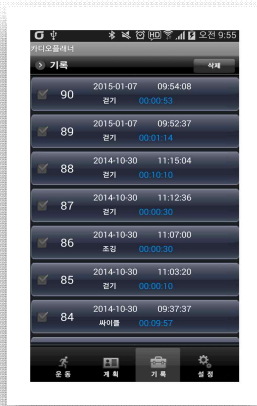 오전 9:55
카디오플래너
기록
삭제
90
2015-01-07 09:54:08
걷기 00:00:53
89
2015-01-07 09:52:37
걷기 00:01:14
88
2014-10-30 11:15:04
걷기 00:10:10
87
2014-10-30 11:12:36
걷기 00:00:30
86
2014-10-30 11:07:00
조깅 00:00:30
85
2014-10-30 11:03:20
걷기 00:00:10
84
2014-10-30 09:37:37
싸이클 00:09:57
운동 계획 기록 설정